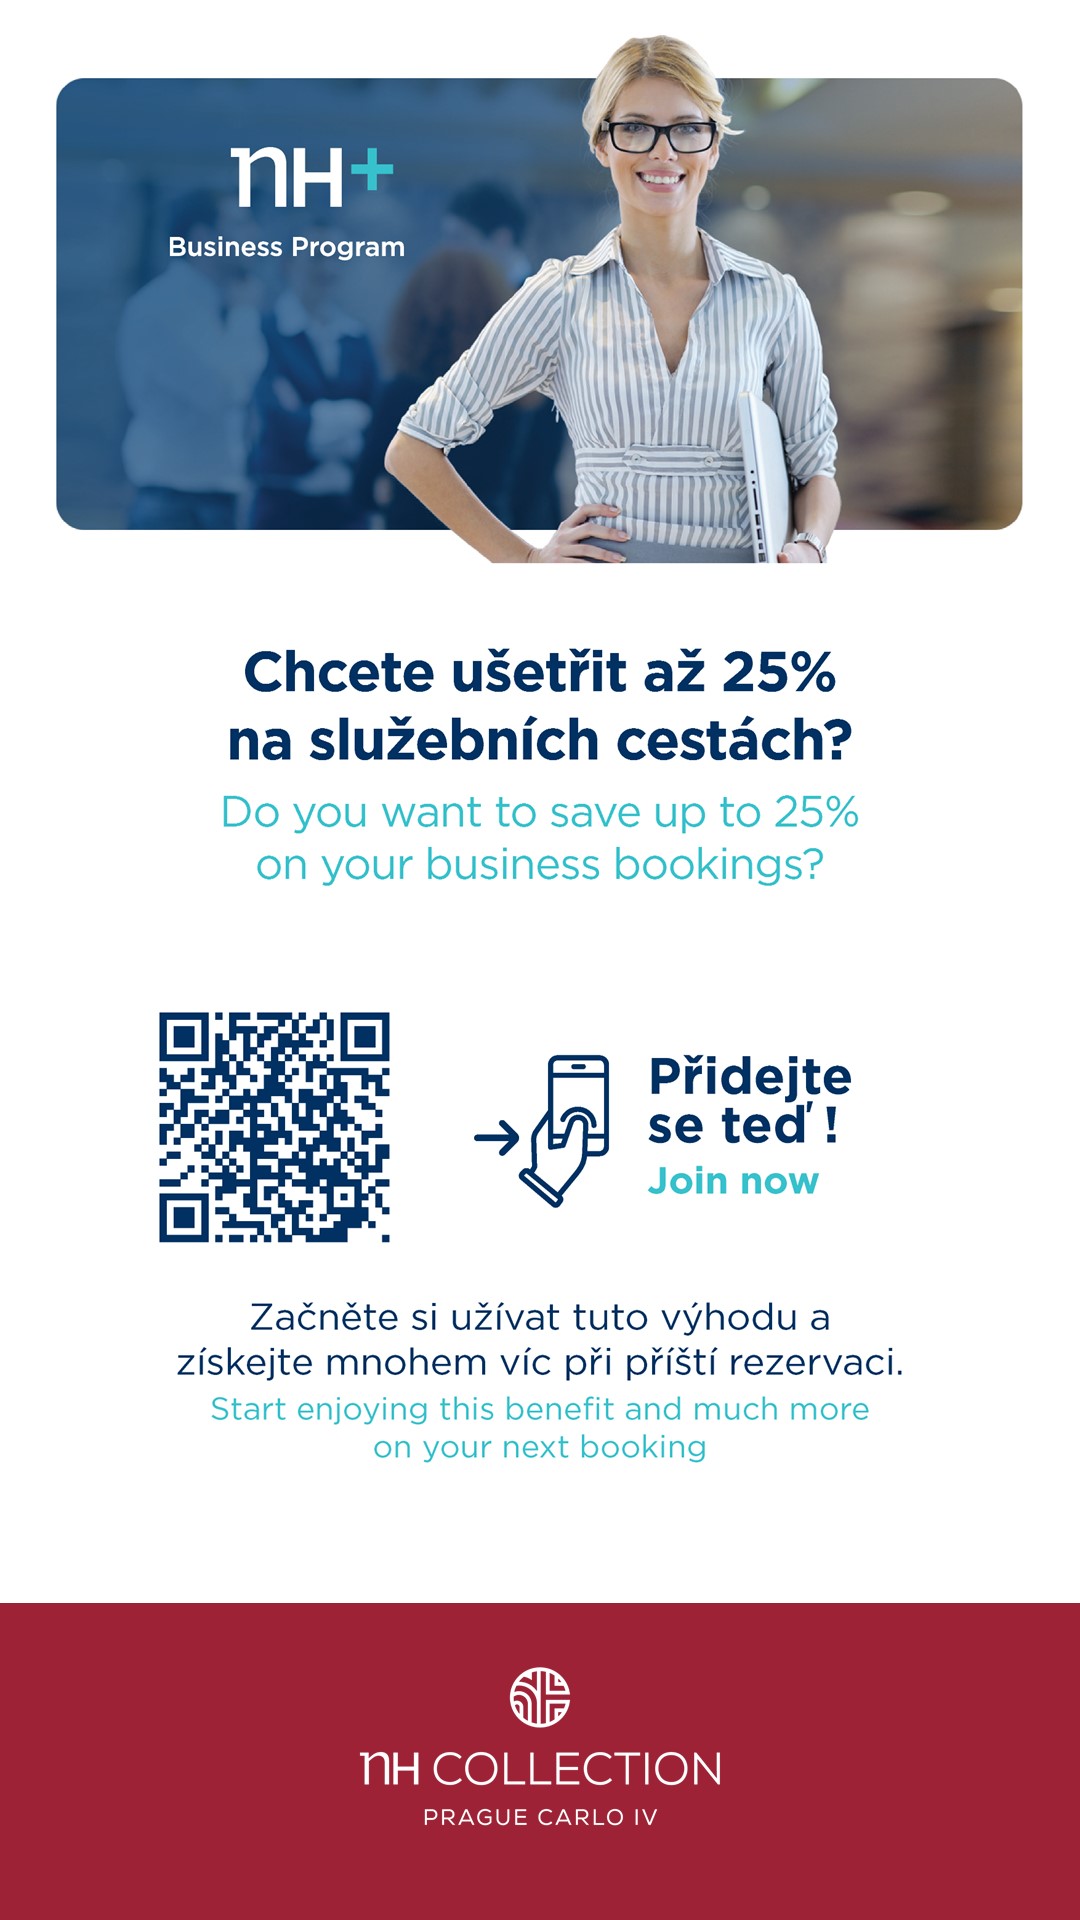 nH+
Business Program
Chcete ušetřit až 25%
na služebních cestách?
Do you want to save up to 25%
on your business bookings?
Přidejte
se teď!
Join now
Začněte si užívat tuto výhodu a
získejte mnohem víc při příští rezervaci.
Start enjoying this benefit and much more
on your next booking
nH COLLECTION
PRAGUE CARLO IV